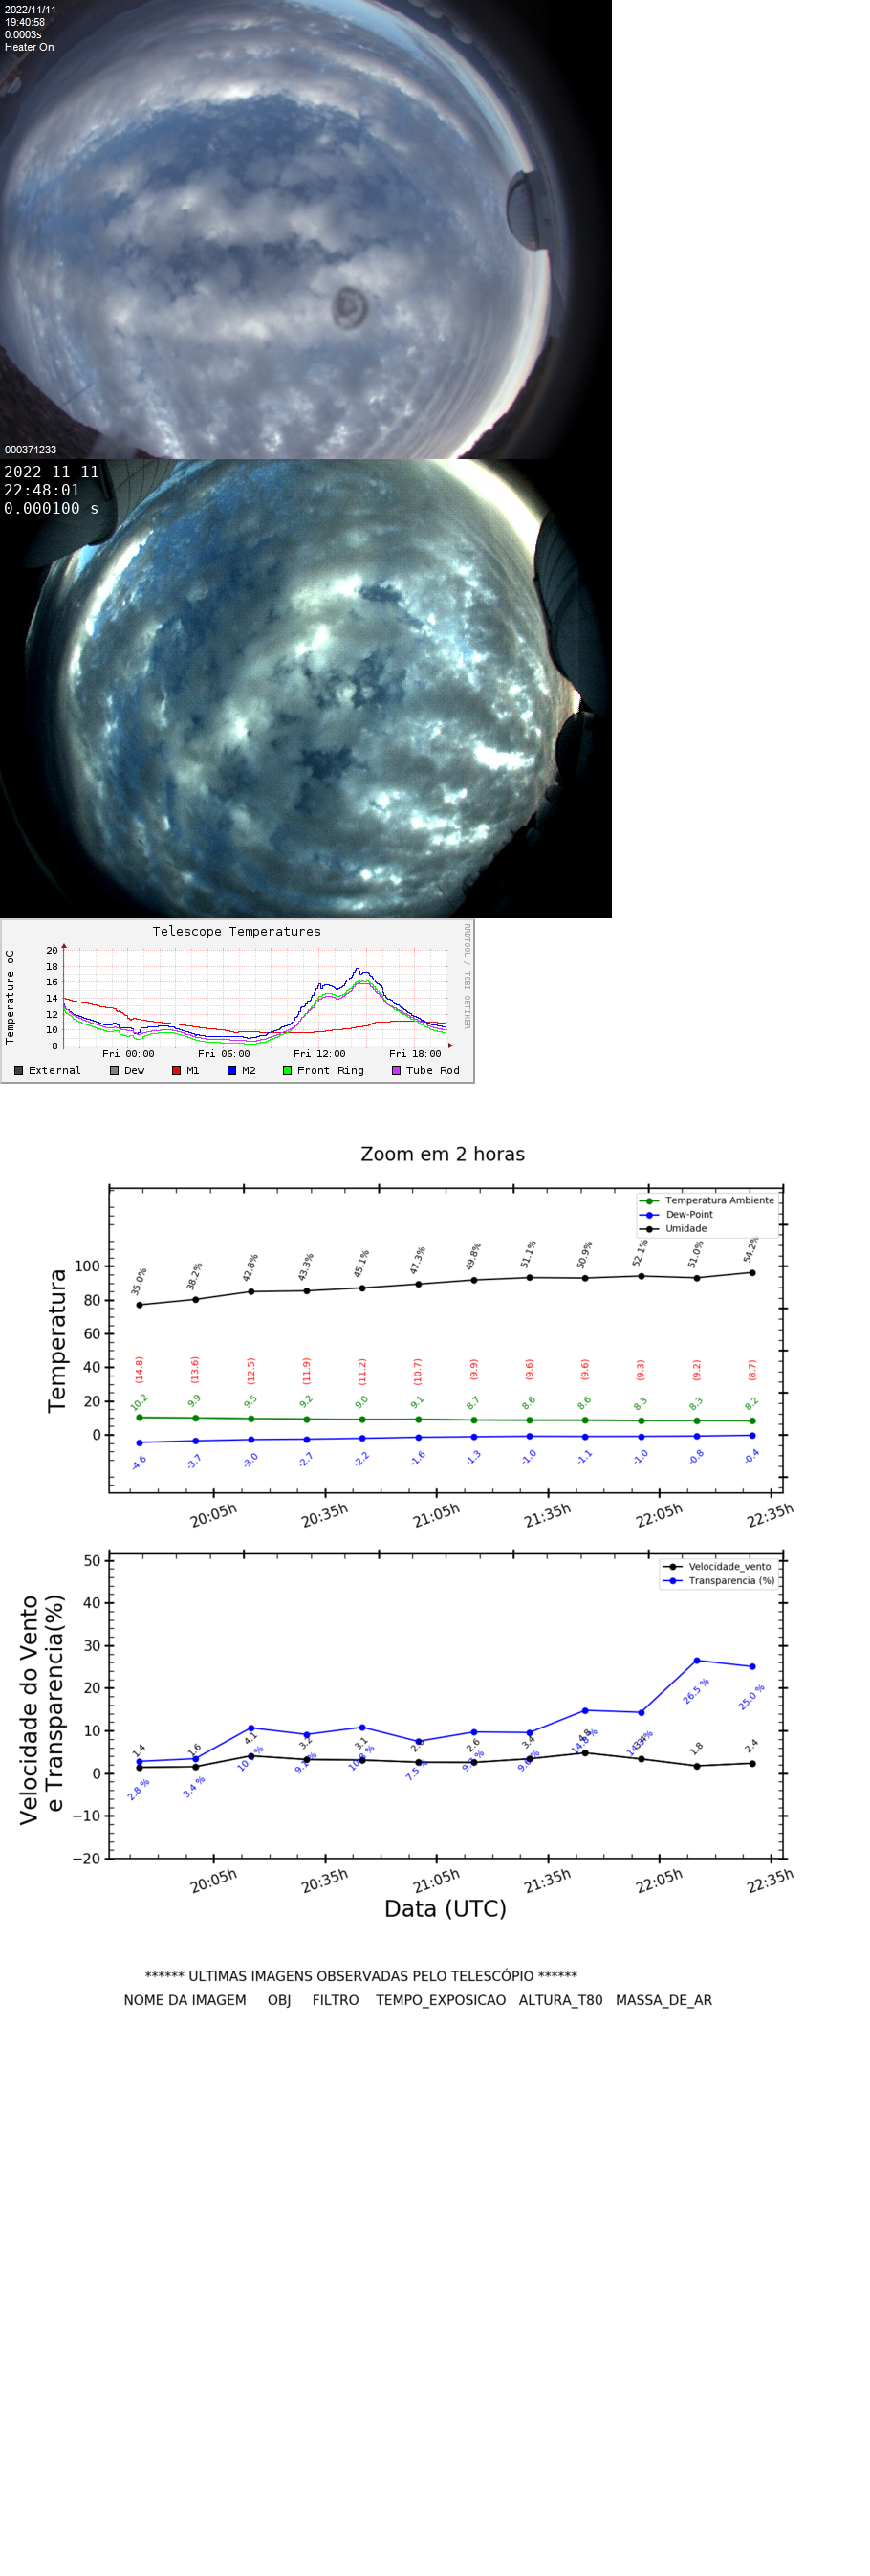 2022/11/11
19:40:58
0.0003s
Heater On
000371233
2022-11-11
22:48:01
0.000100 s
Telescope Temperatures
RRDTOOL / TOBI OETIKER
Temperature oC
20
18
16
14
12
10
8
Fri 00:00 Fri 06:00 Fri 12:00 Fri 18:00
External Dew M1 M2 Front Ring Tube Rod
Zoom em 2 horas
Temperatura Ambiente
Dew-Point
Umidade
Temperatura
100
80
60
40
20
0
35.0% 38.2% 42.8% 43.3% 45.1% 47.3% 49.8% 51.1% 50.9% 52.1% 51.0% 54.2%
(14.8) (13.6) (12.5) (11.9) (11.2) (10.7) (9.9) (9.6) (9.6) (9.3) (9.2) (8.7)
10.2 9.9 9.5 9.2 9.0 9.1 8.7 8.6 8.6 8.3 8.3 8.2
-4.6 -3.7 -3.0 -2.7 -2.2 -1.6 -1.3 -1.0 -1.1 -1.0 -0.8 -0.4
20:05h 20:35h 21:05h 21:35h 22:05h 22:35h
Velocidade_vento
Transparencia (%)
Velocidade do Vento
e Transparencia(%)
50
40
30
20
10
0
−10
−20
1.4 1.6 4.1 3.2 3.1 2.6 3.4 4.8 1.8 2.4
2.8 % 3.4 % 26.5 % 25.0 %
20:05h 20:35h 21:05h 21:35h 22:05h 22:35h
Data (UTC)
****** ULTIMAS IMAGENS OBSERVADAS PELO TELESCÓPIO ******
NOME DA IMAGEM OBJ FILTRO TEMPO_EXPOSICAO ALTURA_T80 MASSA_DE_AR